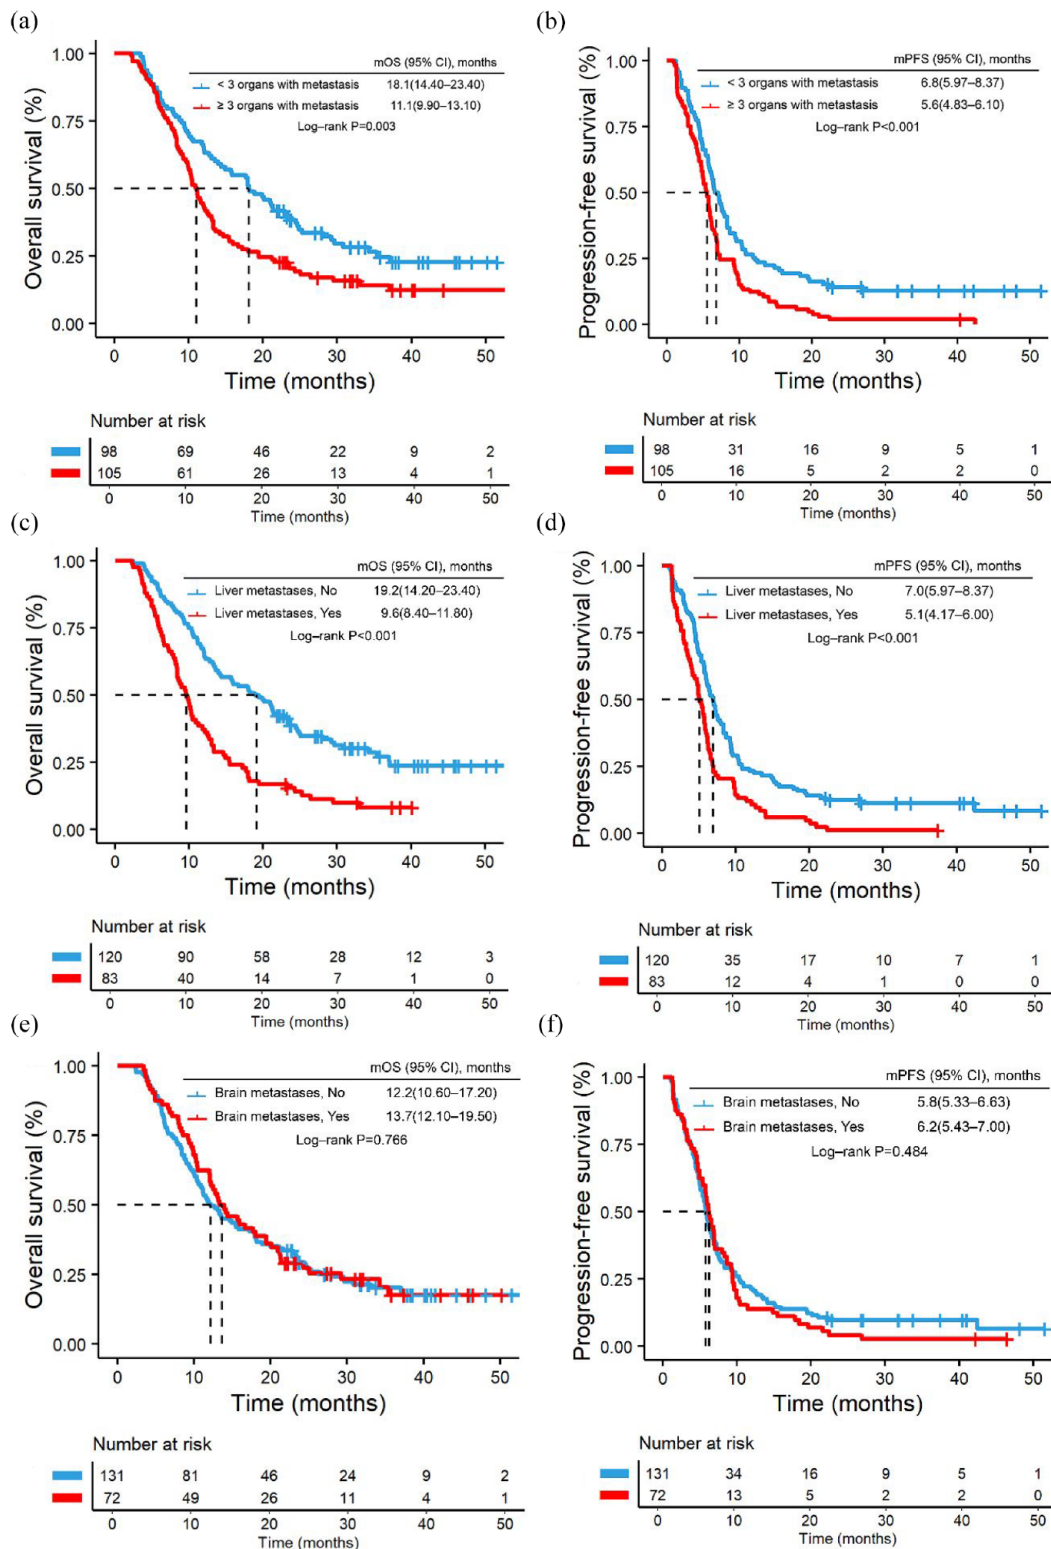 (a)
Overall survival (%)
1.00
0.75
0.50
0.25
0.00
mOS (95% CI), months
< 3 organs with metastasis 18.1(14.40–23.40)
≥ 3 organs with metastasis 11.1(9.90–13.10)
Log–rank P=0.003
0 10 20 30 40 50
Time (months)
Number at risk
98 69 46 22 9 2
105 61 26 13 4 1
0 10 20 30 40 50
Time (months)
(b)
Progression-free survival (%)
1.00
0.75
0.50
0.25
0.00
mPFS (95% CI), months
< 3 organs with metastasis 6.8(5.97–8.37)
≥ 3 organs with metastasis 5.6(4.83–6.10)
Log–rank P<0.001
0 10 20 30 40 50
Time (months)
Number at risk
98 31 16 9 5 1
105 16 5 2 2 0
0 10 20 30 40 50
Time (months)
(c)
Overall survival (%)
1.00
0.75
0.50
0.25
0.00
mOS (95% CI), months
Liver metastases, No 19.2(14.20–23.40)
Liver metastases, Yes 9.6(8.40–11.80)
Log–rank P<0.001
0 10 20 30 40 50
Time (months)
Number at risk
120 90 58 28 12 3
83 40 14 7 1 0
0 10 20 30 40 50
Time (months)
(d)
Progression-free survival (%)
1.00
0.75
0.50
0.25
0.00
mPFS (95% CI), months
Liver metastases, No 7.0(5.97–8.37)
Liver metastases, Yes 5.1(4.17–6.00)
Log–rank P<0.001
0 10 20 30 40 50
Time (months)
Number at risk
120 35 17 10 7 1
83 12 4 1 0 0
0 10 20 30 40 50
Time (months)
(e)
Overall survival (%)
1.00
0.75
0.50
0.25
0.00
mOS (95% CI), months
Brain metastases, No 12.2(10.60–17.20)
Brain metastases, Yes 13.7(12.10–19.50)
Log–rank P=0.766
0 10 20 30 40 50
Time (months)
Number at risk
131 81 46 24 9 2
72 49 26 11 4 1
0 10 20 30 40 50
Time (months)
(f)
Progression-free survival (%)
1.00
0.75
0.50
0.25
0.00
mPFS (95% CI), months
Brain metastases, No 5.8(5.33–6.63)
Brain metastases, Yes 6.2(5.43–7.00)
Log–rank P=0.484
0 10 20 30 40 50
Time (months)
Number at risk
131 34 16 9 5 1
72 13 5 2 2 0
0 10 20 30 40 50
Time (months)